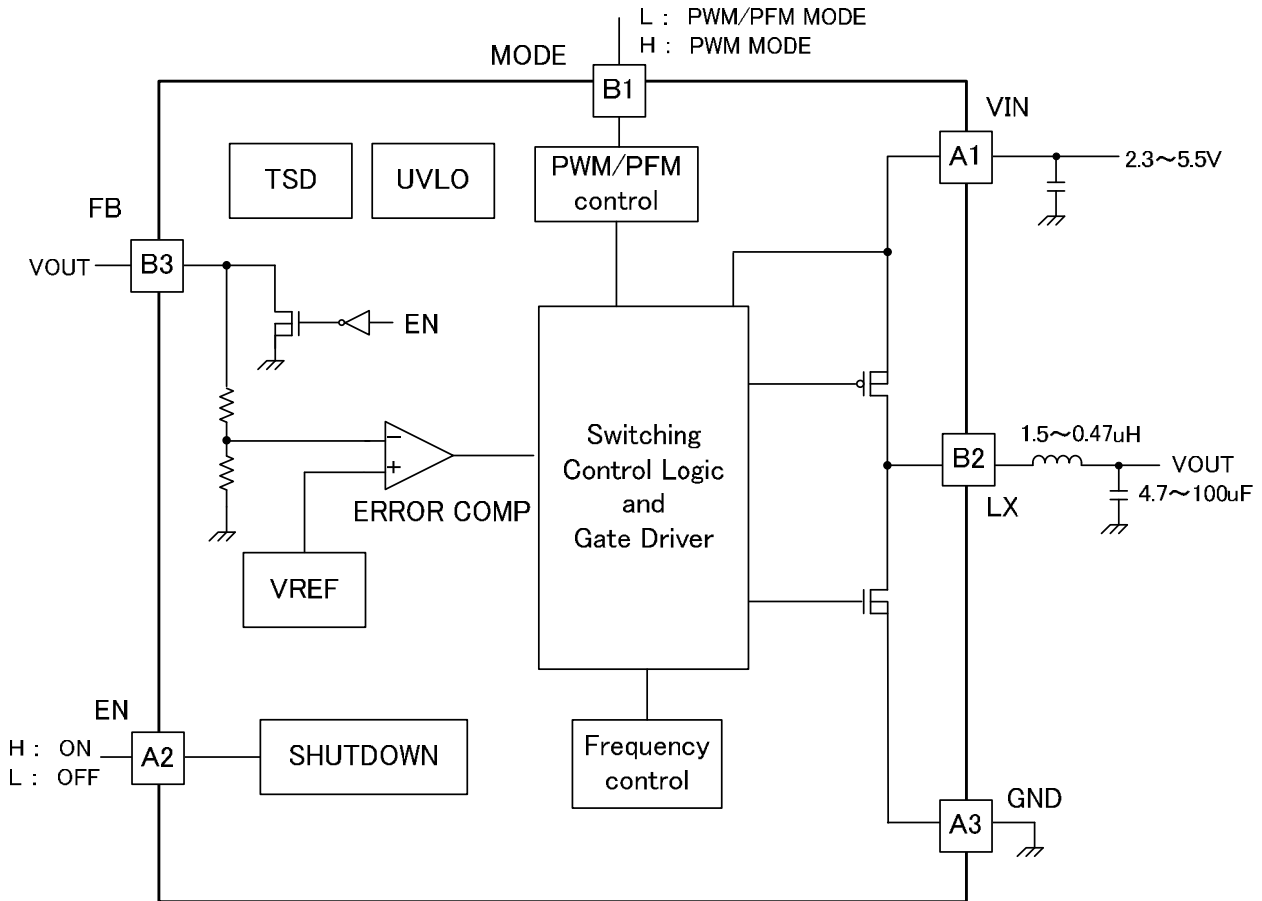 L : PWM/PFM MODE
H : PWM MODE
MODE
B1
VIN
A1
2.3～5.5V
TSD
UVLO
PWM/PFM
control
FB
VOUT
B3
EN
Switching
Control Logic
and
Gate Driver
1.5～0.47uH
B2
VOUT
LX
4.7～100uF
−
+
ERROR COMP
VREF
EN
H : ON
L : OFF
A2
SHUTDOWN
Frequency
control
GND
A3